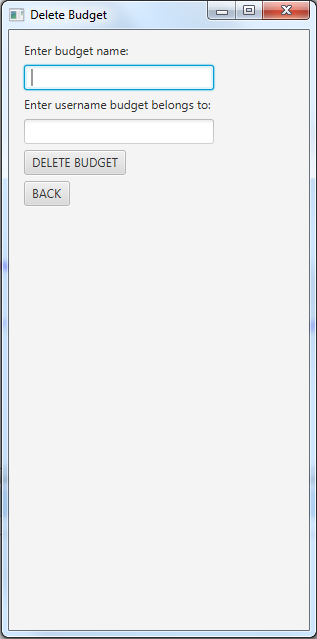 Delete Budget
Enter budget name:
Enter username budget belongs to:
DELETE BUDGET
BACK